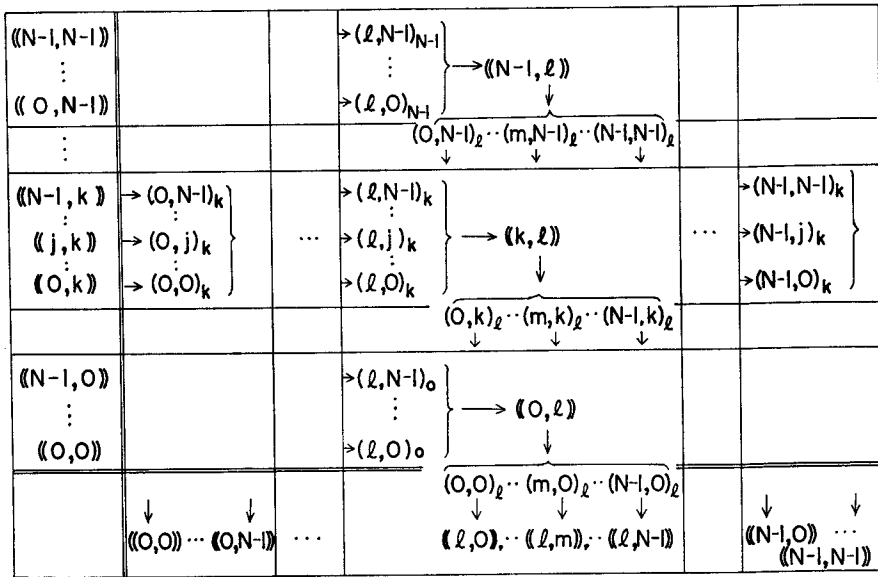 ((N-1,N-1)) →(ℓ,N-1)N-1
⋮ ⋮ →((N-1,ℓ))
((0,N-1)) →(ℓ,0)N-1 ↓
⋮ (0,N-1)ℓ ·· (m,N-1)ℓ ·· (N-1,N-1)ℓ
↓ ↓ ↓
((N-1,k)) →(0,N-1)k →(ℓ,N-1)k →(N-1,N-1)k
⋮ ⋮ ⋮
((j,k)) →(0,j)k ··· →(ℓ,j)k →((k,ℓ)) ··· →(N-1,j)k
⋮ ⋮ ⋮ ↓
((0,k)) →(0,0)k →(ℓ,0)k →(N-1,0)k
(0,k)ℓ ·· (m,k)ℓ ·· (N-1,k)ℓ
↓ ↓ ↓
((N-1,0)) →(ℓ,N-1)0
⋮ ⋮ →((0,ℓ))
((0,0)) →(ℓ,0)0 ↓
(0,0)ℓ ·· (m,0)ℓ ·· (N-1,0)ℓ
↓ ↓ ↓ ↓ ↓ ↓ ↓
((0,0)) ··· ((0,N-1)) ··· ((ℓ,0)),·· ((ℓ,m)),·· ((ℓ,N-1)) ((N-1,0)) ···
((N-1,N-1))